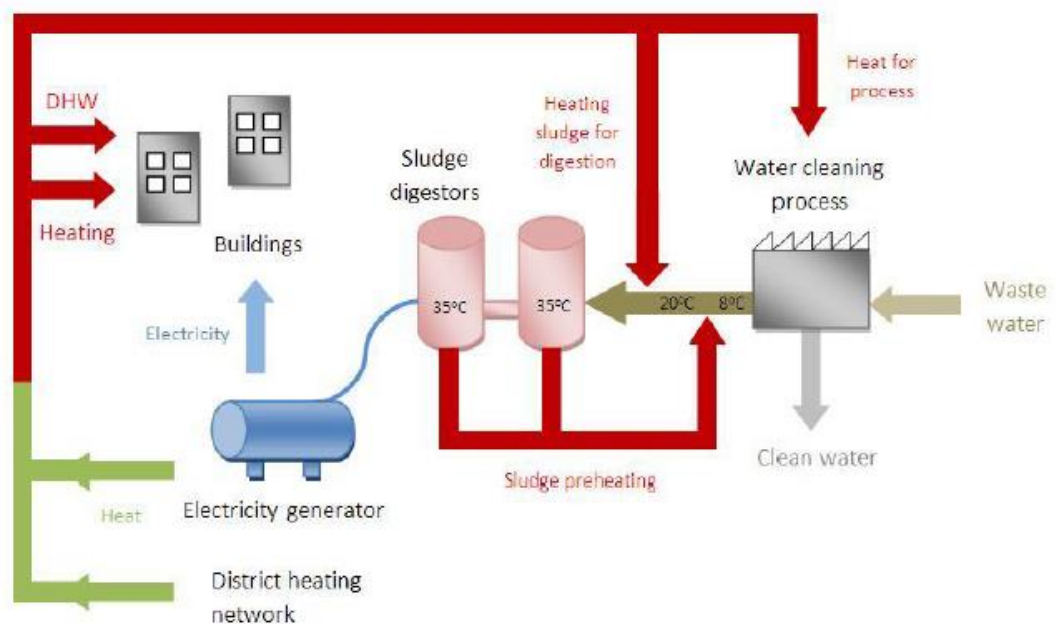 DHW
Heating
Buildings
Electricity
Sludge
digestors
35ºC
35ºC
Heating
sludge for
digestion
Heat for
process
Water cleaning
process
20ºC
8ºC
Waste
water
Clean water
Sludge preheating
Heat
Electricity generator
District heating
network